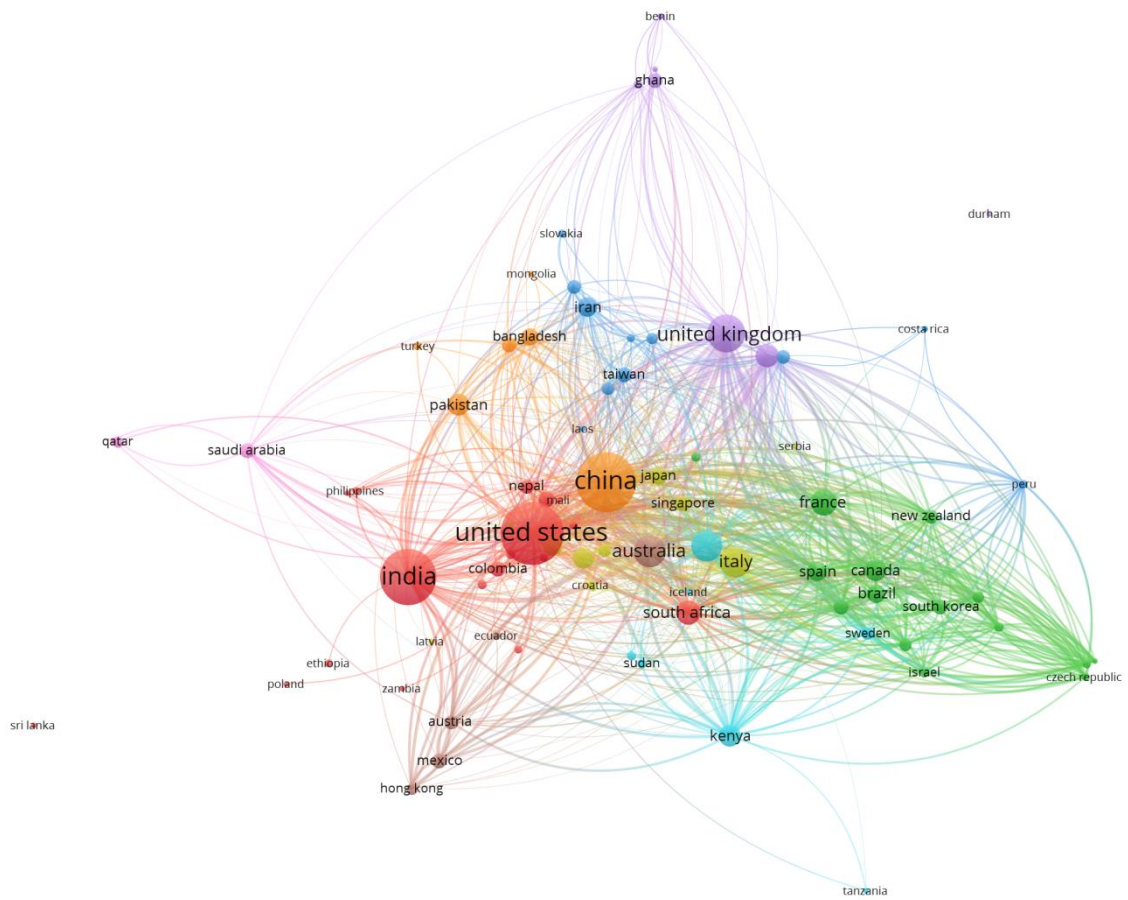 benin
ghana
durham
slovakia
mongolia
iran
costa rica
united kingdom
bangladesh
turkey
taiwan
pakistan
laos
qatar
saudi arabia
serbia
china
japan
nepal
peru
philippines
mali
singapore
france
new zealand
united states
australia
italy
colombia
spain
canada
india
croatia
iceland
brazil
south korea
south africa
latvia
ecuador
sweden
ethiopia
sudan
israel
czech republic
poland
zambia
sri lanka
austria
kenya
mexico
hong kong
tanzania